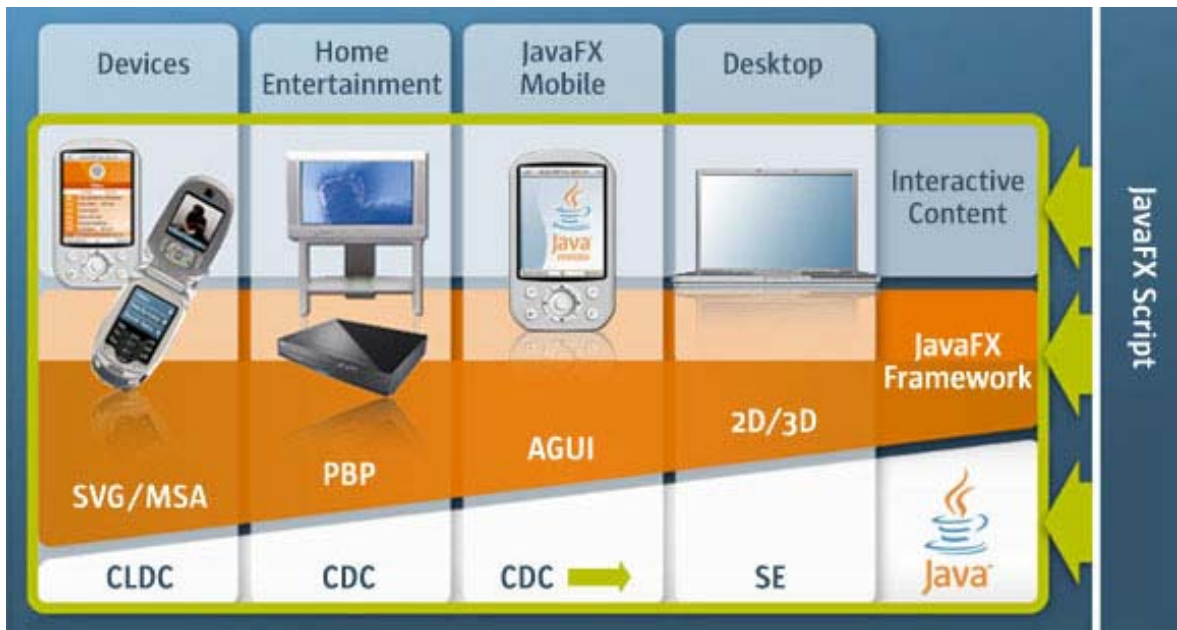 Devices
Home
Entertainment
JavaFX
Mobile
Desktop
Interactive
Content
Java
JavaFX
Framework
SVG/MSA
PBP
AGUI
2D/3D
CLDC
CDC
CDC
SE
Java
JavaFX Script